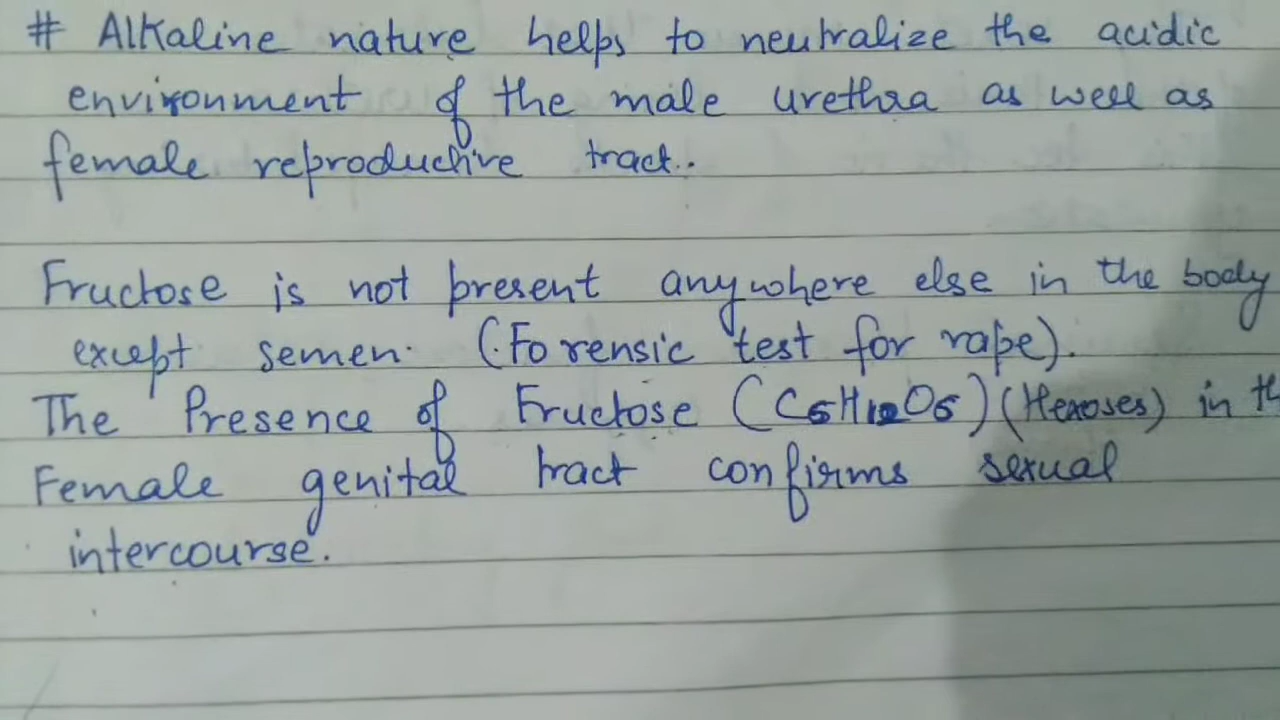 # Alkaline nature helps to neutralize the acidic
environment of the male urethra as well as
female reproductive tract..
Fructose is not present anywhere else in the body
except semen. (Forensic test for rape).
The Presence of Fructose (C6H12O6) (Hexoses) in th
Female genital tract confirms sexual
intercourse.